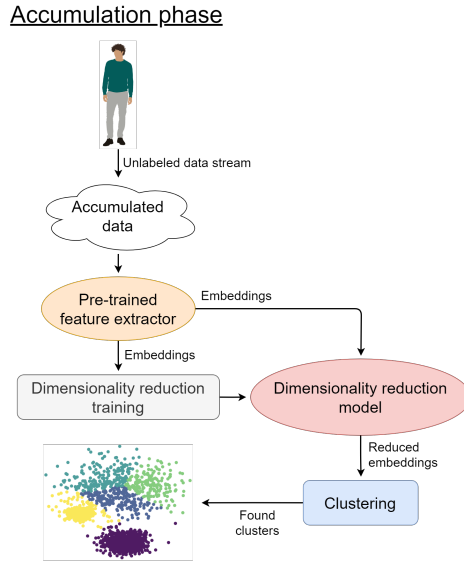 Accumulation phase
Unlabeled data stream
Accumulated
data
Pre-trained
feature extractor
Embeddings
Embeddings
Dimensionality reduction
training
Dimensionality reduction
model
Reduced
embeddings
Clustering
Found
clusters